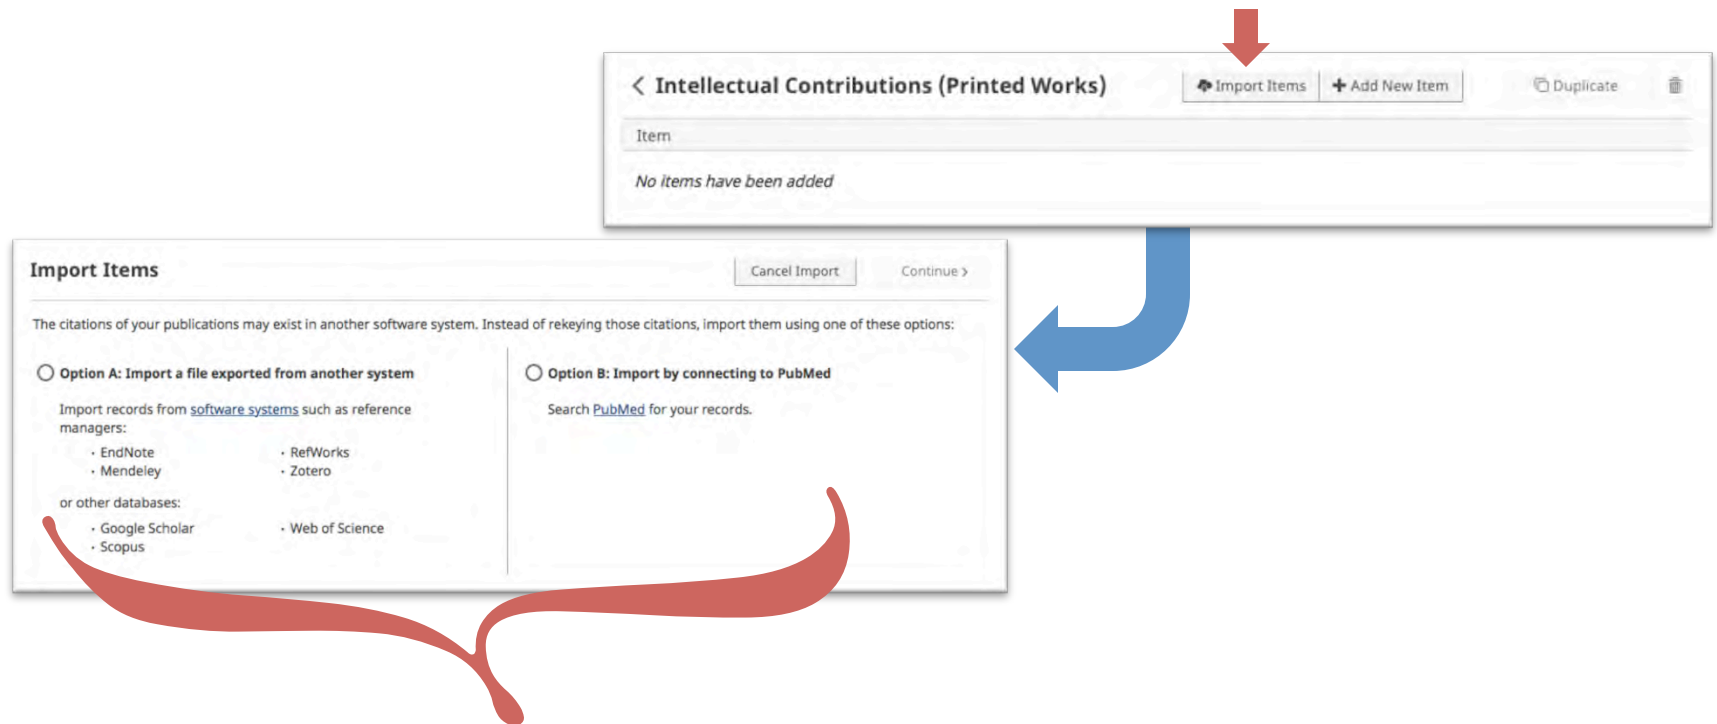 Intellectual Contributions (Printed Works)
Import Items
Add New Item
Duplicate
Item
No items have been added
Import Items
Cancel Import
Continue
The citations of your publications may exist in another software system. Instead of rekeying those citations, import them using one of these options:
Option A: Import a file exported from another system
Import records from software systems such as reference
managers:
· EndNote
· RefWorks
· Mendeley
· Zotero
or other databases:
· Google Scholar
· Web of Science
· Scopus
Option B: Import by connecting to PubMed
Search PubMed for your records.